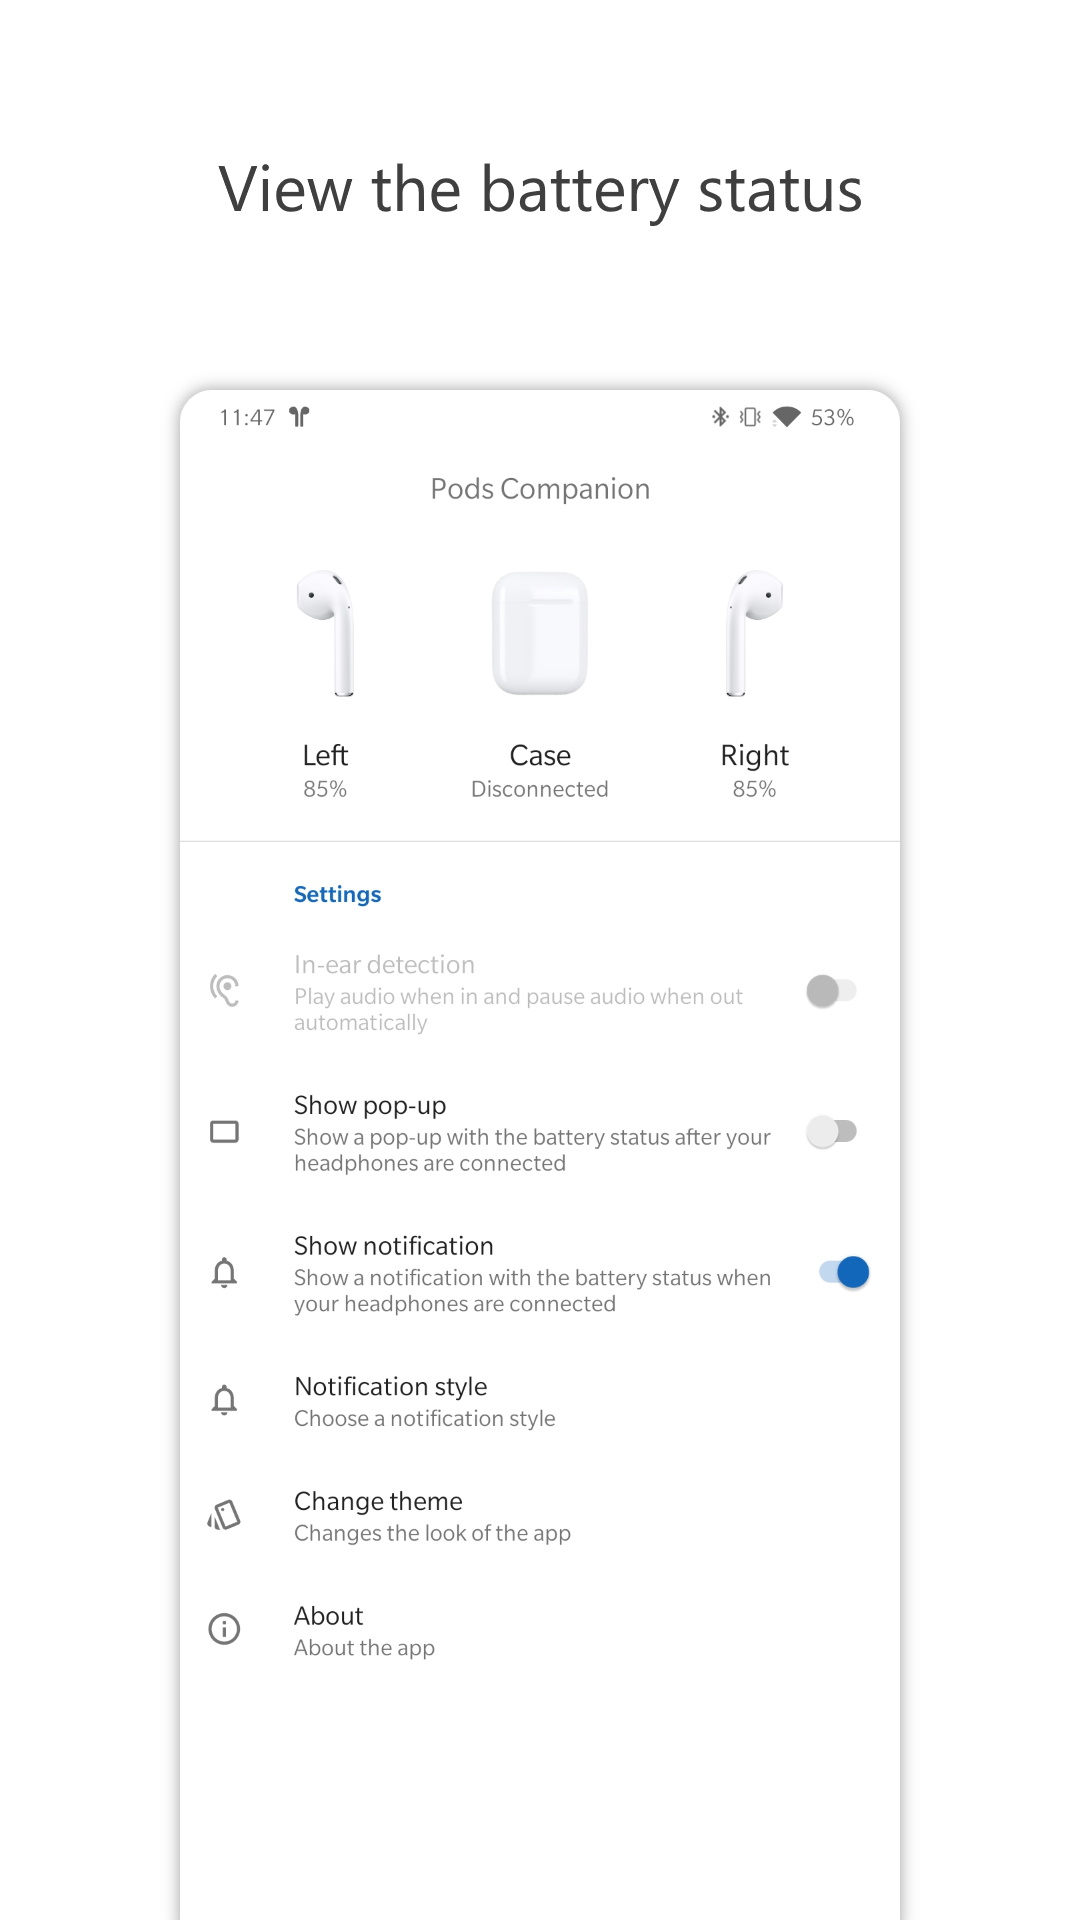 View the battery status
11:47 53%
Pods Companion
Left Case Right
85% Disconnected 85%
Settings
In-ear detection
Play audio when in and pause audio when out
automatically
Show pop-up
Show a pop-up with the battery status after your
headphones are connected
Show notification
Show a notification with the battery status when
your headphones are connected
Notification style
Choose a notification style
Change theme
Changes the look of the app
About
About the app